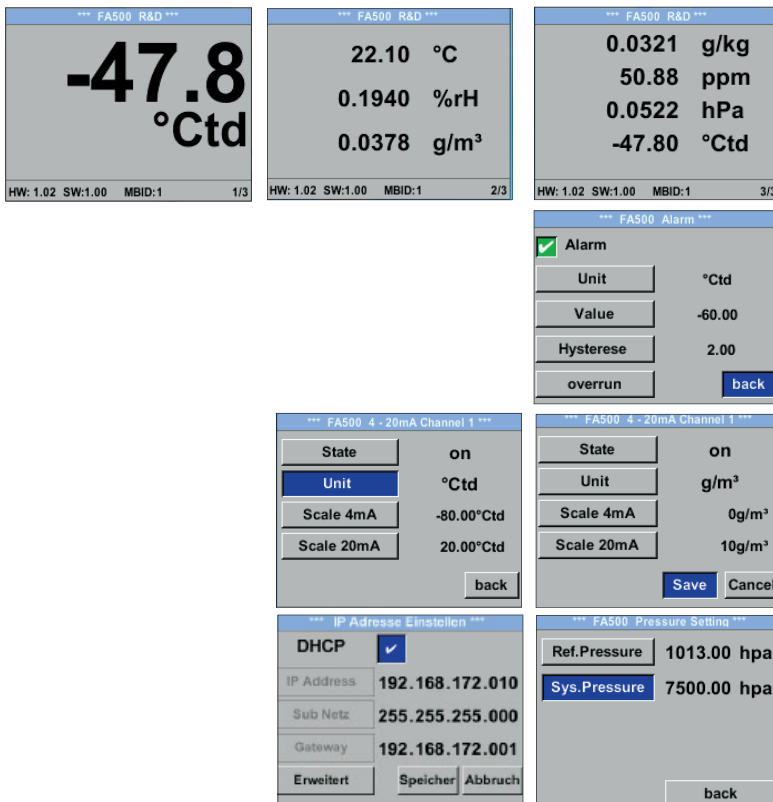 *** FA500 R&D ***
-47.8
°Ctd
HW: 1.02 SW:1.00 MBID:1 1/3
*** FA500 R&D ***
22.10 °C
0.1940 %rH
0.0378 g/m³
HW: 1.02 SW:1.00 MBID:1 2/3
*** FA500 R&D ***
0.0321 g/kg
50.88 ppm
0.0522 hPa
-47.80 °Ctd
HW: 1.02 SW:1.00 MBID:1 3/3
*** FA500 Alarm ***
Alarm
Unit °Ctd
Value -60.00
Hysterese 2.00
overrun back
*** FA500 4 - 20mA Channel 1 ***
State on
Unit °Ctd
Scale 4mA -80.00°Ctd
Scale 20mA 20.00°Ctd
back
*** FA500 4 - 20mA Channel 1 ***
State on
Unit g/m³
Scale 4mA 0g/m³
Scale 20mA 10g/m³
Save Cancel
*** IP Adresse Einstellen ***
DHCP
IP Address 192.168.172.010
Sub Netz 255.255.255.000
Gateway 192.168.172.001
Erweitert Speicher Abbruch
*** FA500 Pressure Setting ***
Ref.Pressure 1013.00 hpa
Sys.Pressure 7500.00 hpa
back